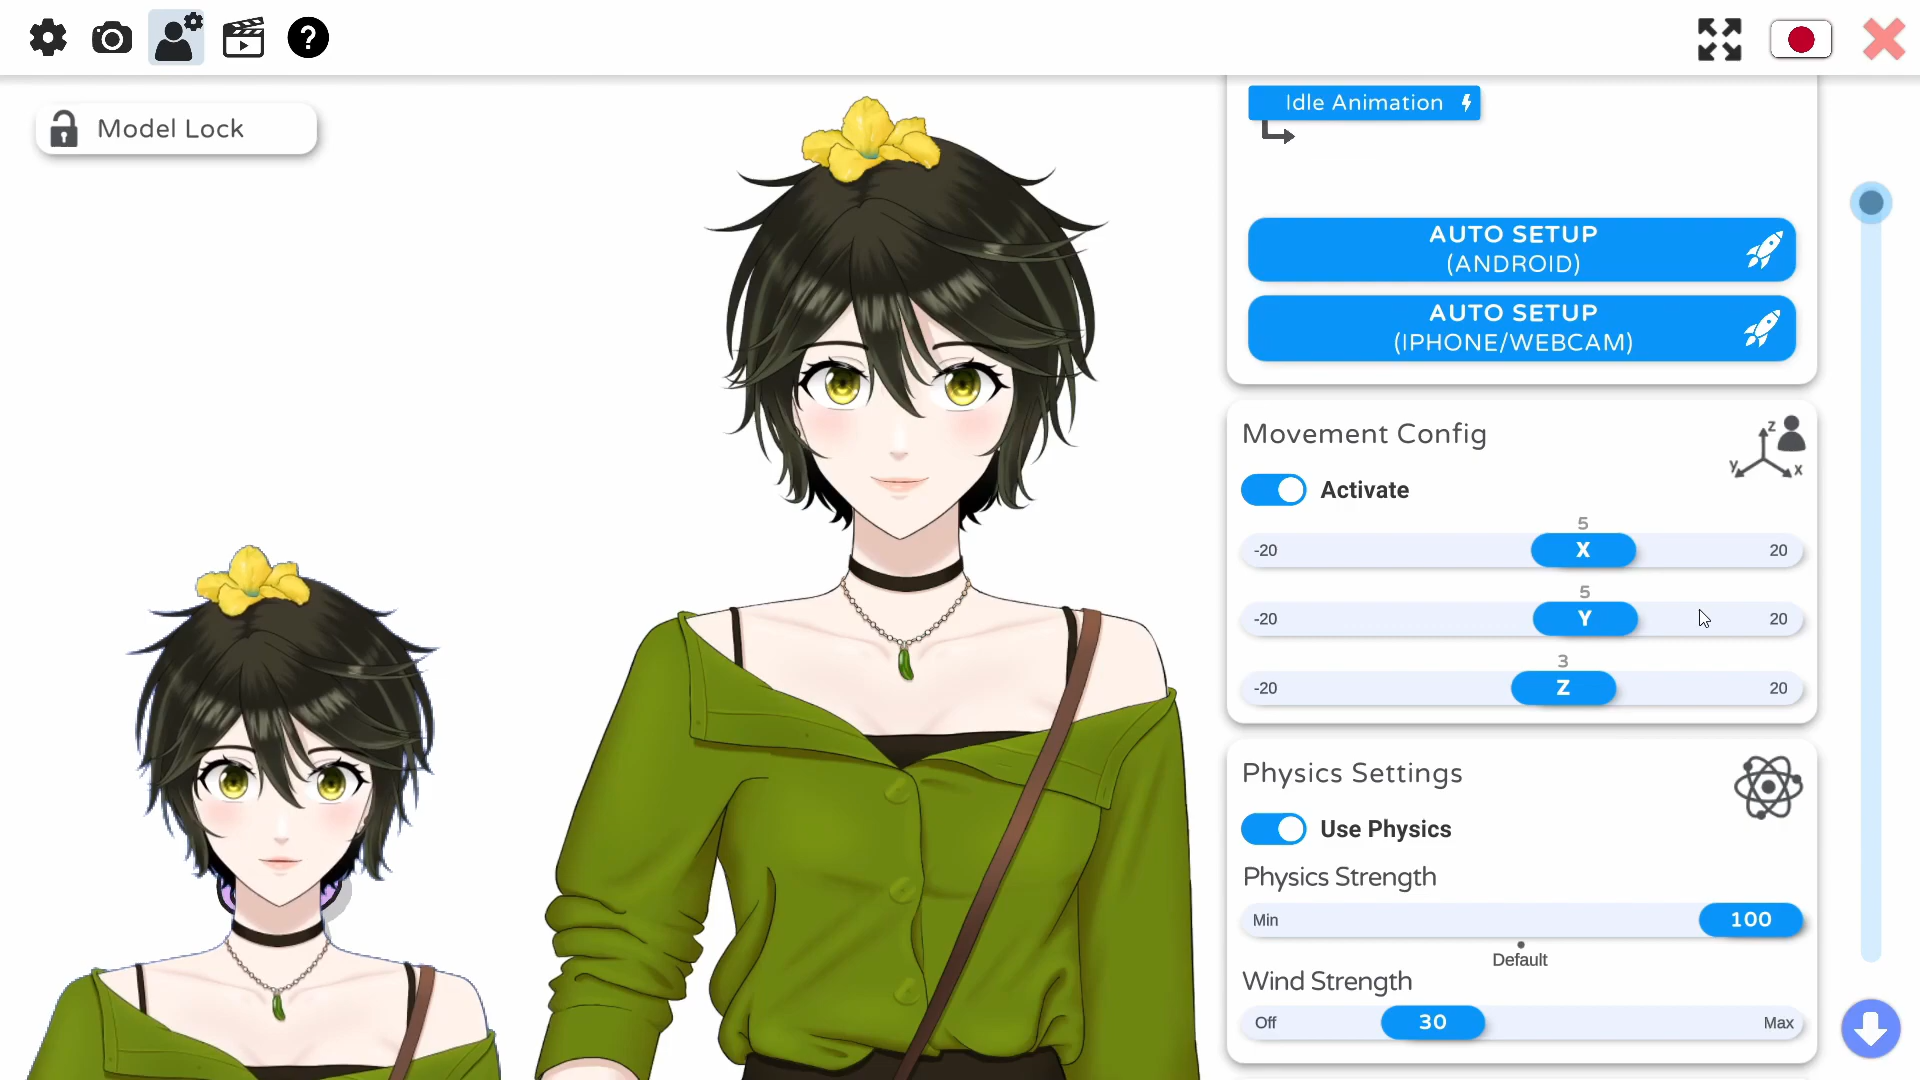 ?
Model Lock
Idle Animation
AUTO SETUP
(ANDROID)
AUTO SETUP
(IPHONE/WEBCAM)
Movement Config
z
y
x
Activate
5
-20 X 20
5
-20 Y 20
3
-20 Z 20
Physics Settings
Use Physics
Physics Strength
Min 100
Default
Wind Strength
Off 30 Max